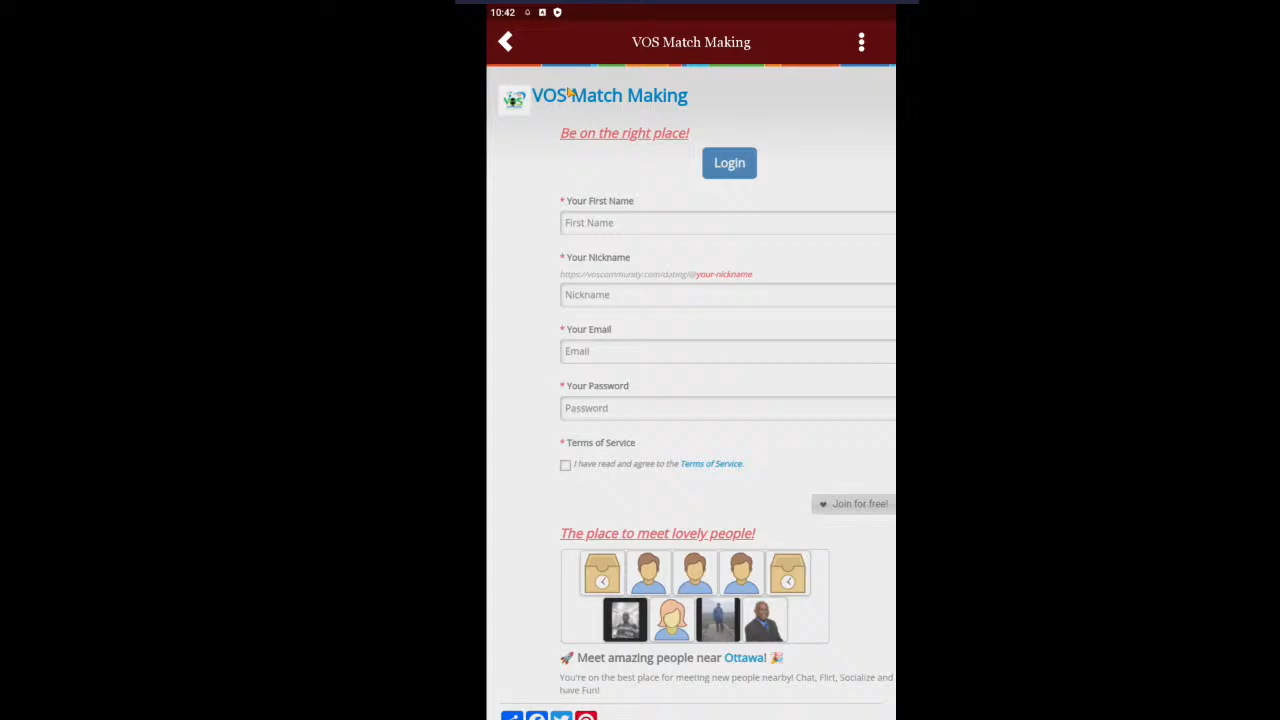 10:42
VOS Match Making
VOS
VOS Match Making
Be on the right place!
Login
* Your First Name
First Name
* Your Nickname
https://voscommunity.com/dating/@your-nickname
Nickname
* Your Email
Email
* Your Password
Password
* Terms of Service
I have read and agree to the Terms of Service.
Join for free!
The place to meet lovely people!
🚀 Meet amazing people near Ottawa! 🎉
You're on the best place for meeting new people nearby! Chat, Flirt, Socialize and
have Fun!